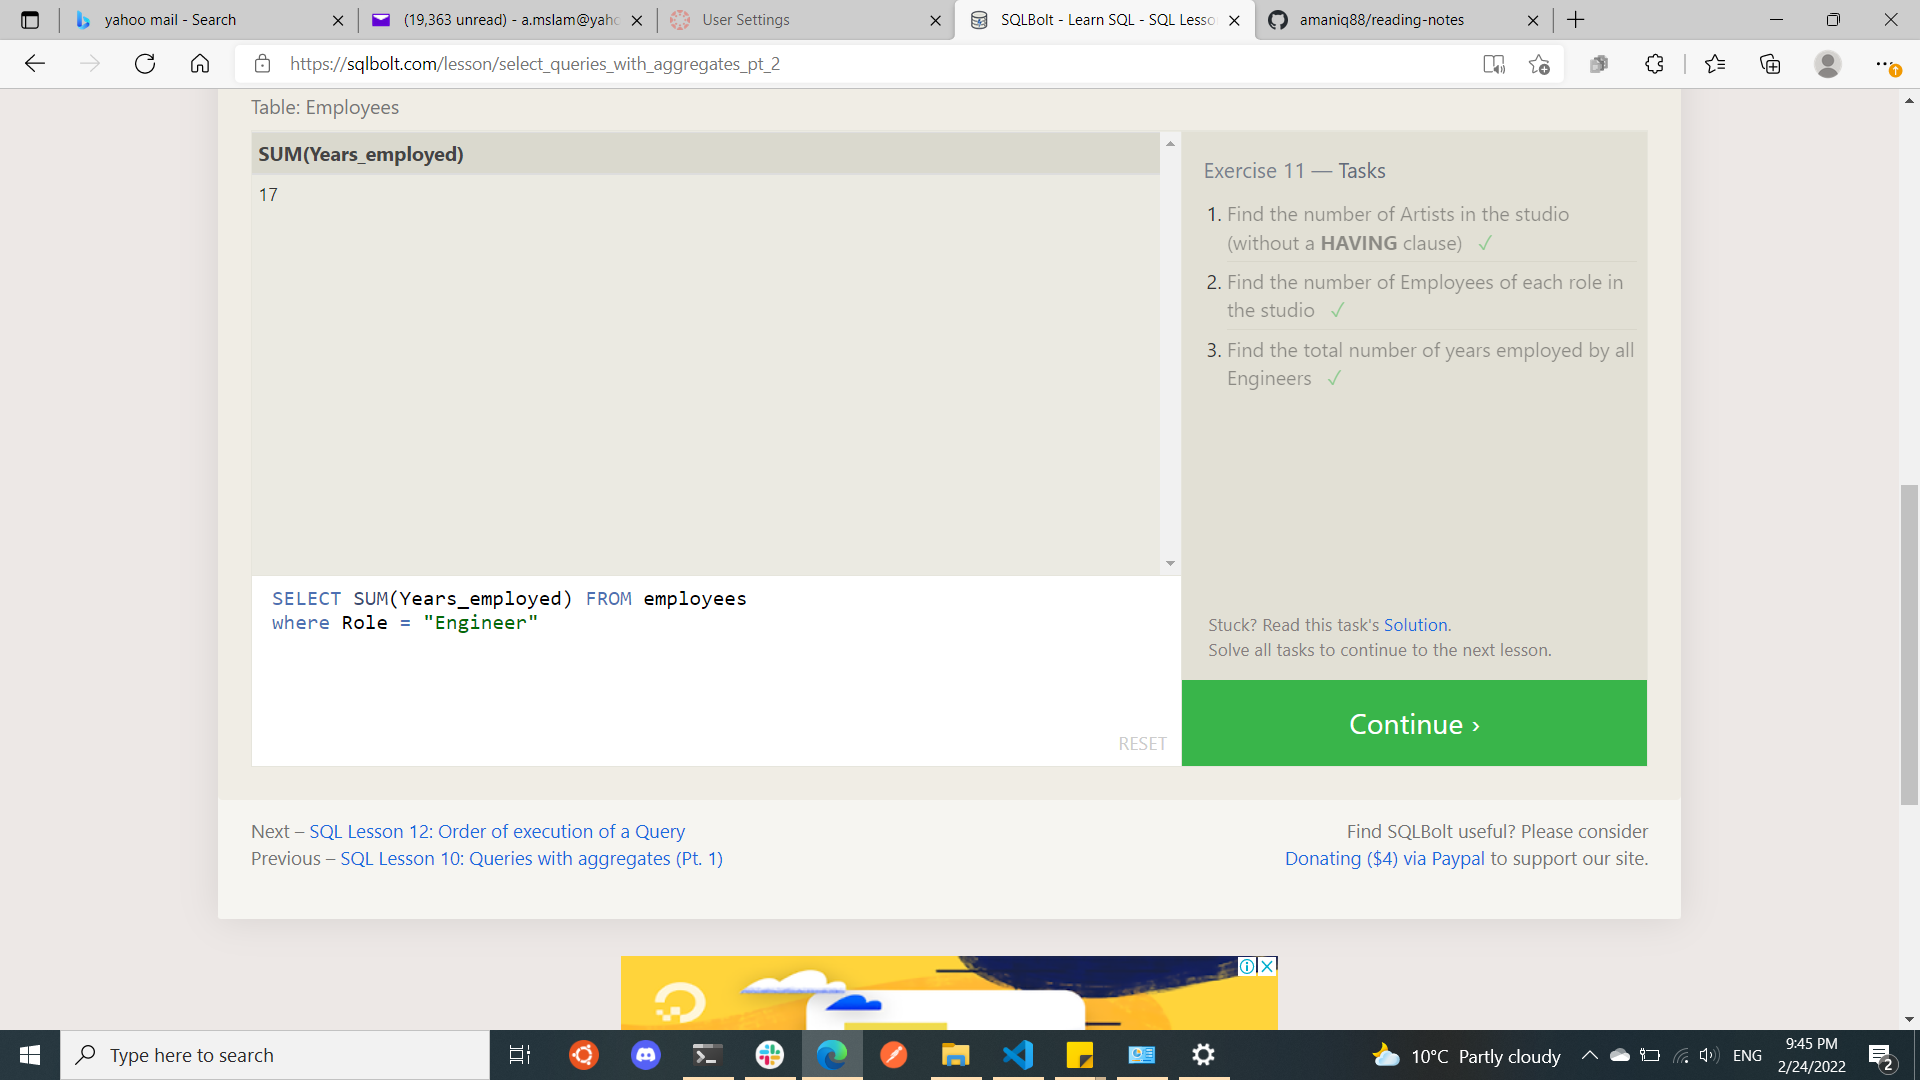 yahoo mail - Search
(19,363 unread) - a.mslam@yaho
User Settings
SQLBolt - Learn SQL - SQL Lesso
amaniq88/reading-notes
https://sqlbolt.com/lesson/select_queries_with_aggregates_pt_2
Table: Employees
SUM(Years_employed)
17
Exercise 11 — Tasks
1. Find the number of Artists in the studio
(without a HAVING clause) ✓
2. Find the number of Employees of each role in
the studio ✓
3. Find the total number of years employed by all
Engineers ✓
SELECT SUM(Years_employed) FROM employees
where Role = "Engineer"
RESET
Stuck? Read this task's Solution.
Solve all tasks to continue to the next lesson.
Continue ›
Next – SQL Lesson 12: Order of execution of a Query
Previous – SQL Lesson 10: Queries with aggregates (Pt. 1)
Find SQLBolt useful? Please consider
Donating ($4) via Paypal to support our site.
Type here to search
10°C Partly cloudy
ENG
9:45 PM
2/24/2022
2